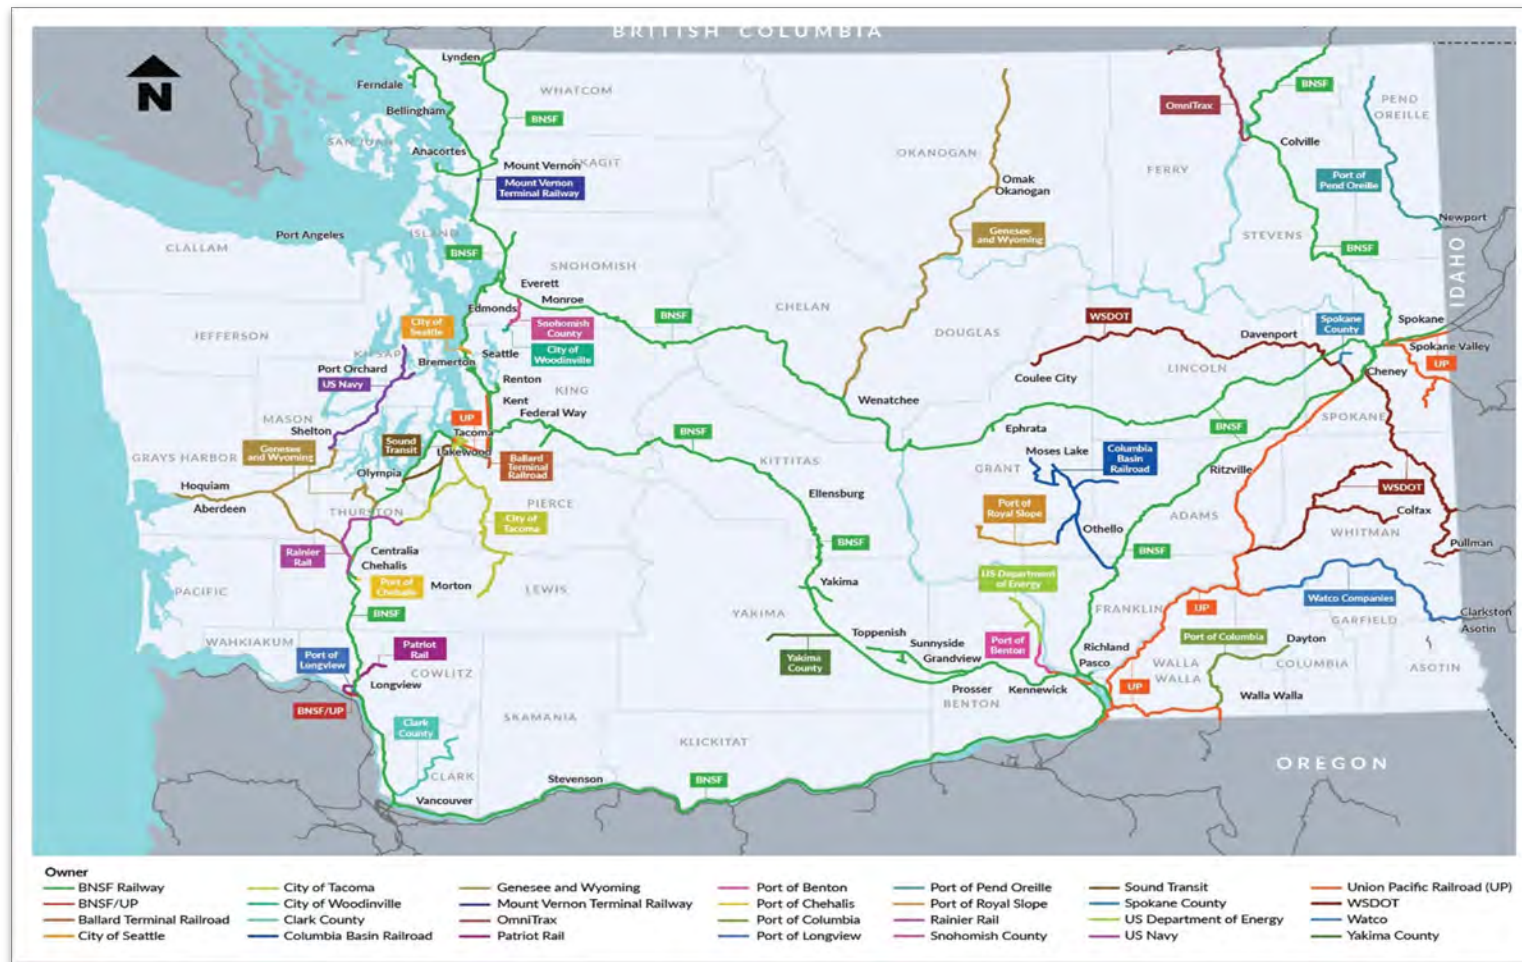 BRITISH COLUMBIA
N
Lynden
Ferndale
WHATCOM
BNSF
Bellingham
SAN JUAN
Anacortes
Mount Vernon
SKAGIT
Mount Vernon
Terminal Railway
OKANOGAN
Omak
Okanogan
Genesee
and Wyoming
OmniTrax
BNSF
Colville
FERRY
PEND
OREILLE
Port of
Pend Oreille
Newport
STEVENS
BNSF
IDAHO
CLALLAM
Port Angeles
ISLAND
BNSF
SNOHOMISH
Everett
Monroe
Edmonds
BNSF
CHELAN
DOUGLAS
WSDOT
Davenport
Spokane
County
Spokane
Spokane Valley
UP
Cheney
LINCOLN
Coulee City
JEFFERSON
City of
Seattle
Snohomish
County
City of
Woodinville
KITSAP
Bremerton
Seattle
Port Orchard
US Navy
Renton
KING
Kent
Federal Way
UP
Tacoma
Wenatchee
Ephrata
BNSF
SPOKANE
MASON
Shelton
GRAYS HARBOR
Genesee
and Wyoming
Sound
Transit
Lakewood
Olympia
Ballard
Terminal
Railroad
BNSF
KITTITAS
Moses Lake
Columbia
Basin
Railroad
GRANT
Ritzville
WSDOT
Hoquiam
Aberdeen
THURSTON
PIERCE
City of
Tacoma
Ellensburg
Port of
Royal Slope
Othello
ADAMS
Colfax
WHITMAN
Pullman
Rainier
Rail
Centralia
Chehalis
Port of
Chehalis
Morton
LEWIS
BNSF
BNSF
US Department
of Energy
PACIFIC
BNSF
Yakima
YAKIMA
FRANKLIN
UP
Watco Companies
GARFIELD
Clarkston
Asotin
WAHKIAKUM
Port of
Longview
Patriot
Rail
COWLITZ
Longview
BNSF/UP
Yakima
County
Toppenish
Sunnyside
Grandview
Port of
Benton
Richland
Pasco
Port of Columbia
Dayton
COLUMBIA
ASOTIN
WALLA
WALLA
UP
Walla Walla
Prosser
Kennewick
BENTON
SKAMANIA
KLICKITAT
Clark
County
CLARK
Vancouver
Stevenson
BNSF
OREGON
Owner
BNSF Railway
BNSF/UP
Ballard Terminal Railroad
City of Seattle
City of Tacoma
City of Woodinville
Clark County
Columbia Basin Railroad
Genesee and Wyoming
Mount Vernon Terminal Railway
OmniTrax
Patriot Rail
Port of Benton
Port of Chehalis
Port of Columbia
Port of Longview
Port of Pend Oreille
Port of Royal Slope
Rainier Rail
Snohomish County
Sound Transit
Spokane County
US Department of Energy
US Navy
Union Pacific Railroad (UP)
WSDOT
Watco
Yakima County